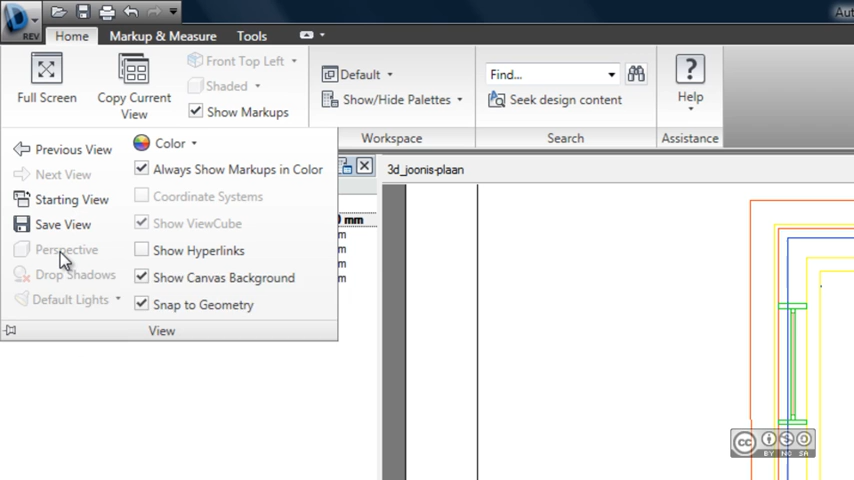 Aut
REV
Home
Markup & Measure
Tools
Full Screen
Copy Current
View
Front Top Left
Shaded
Show Markups
Default
Show/Hide Palettes
Workspace
Find...
Seek design content
Search
Help
Assistance
Previous View
Next View
Starting View
Save View
Perspective
Drop Shadows
Default Lights
Color
Always Show Markups in Color
Coordinate Systems
Show ViewCube
Show Hyperlinks
Show Canvas Background
Snap to Geometry
View
0 mm
m
m
m
m
3d_joonis-plaan
cc
BY NC SA